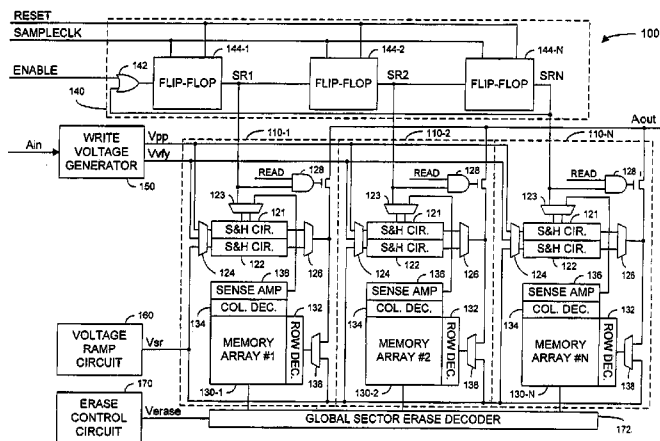 RESET
SAMPLECLK
ENABLE
142
140
144-1
FLIP-FLOP
SR1
144-2
FLIP-FLOP
SR2
144-N
FLIP-FLOP
SRN
100
Ain
WRITE VOLTAGE GENERATOR
150
Vpp
Vvfy
110-1
110-2
110-N
Aout
READ
128
123
121
S&H CIR.
S&H CIR.
122
124
126
136
SENSE AMP
COL. DEC.
132
134
MEMORY ARRAY #1
ROW DEC.
138
130-1
READ
128
123
121
S&H CIR.
S&H CIR.
122
124
126
136
SENSE AMP
COL. DEC.
132
134
MEMORY ARRAY #2
ROW DEC.
138
130-2
READ
128
123
121
S&H CIR.
S&H CIR.
122
124
126
136
SENSE AMP
COL. DEC.
132
134
MEMORY ARRAY #N
ROW DEC.
138
130-N
160
VOLTAGE RAMP CIRCUIT
Vsr
170
ERASE CONTROL CIRCUIT
Verase
GLOBAL SECTOR ERASE DECODER
172